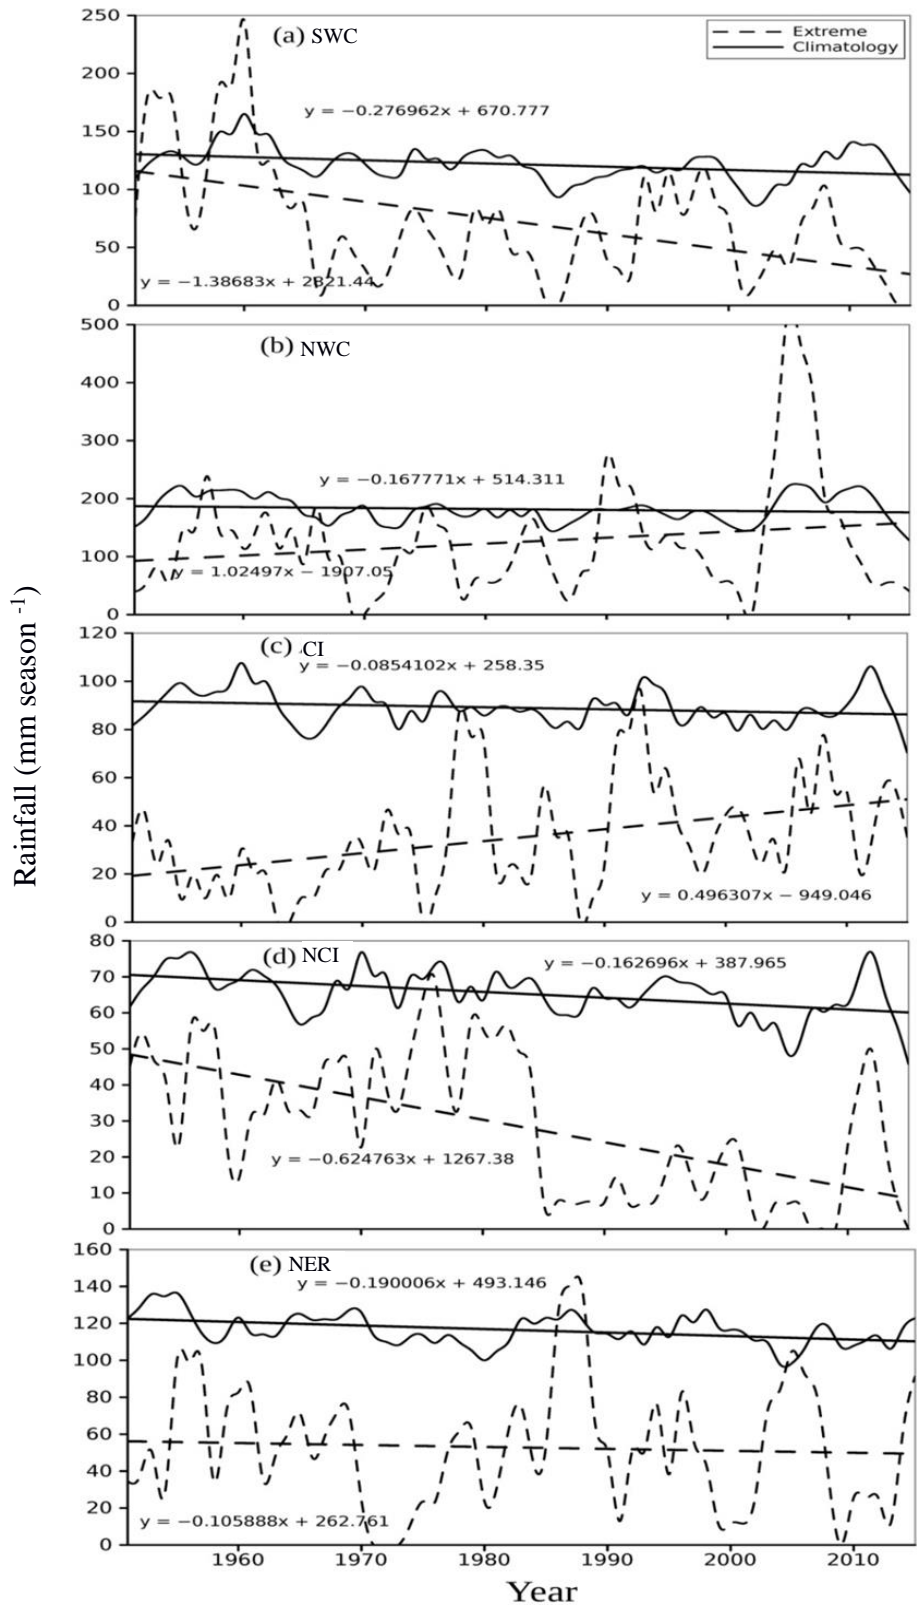 250
(a) SWC
Extreme
Climatology
200
y = −0.276962x + 670.777
150
100
50
y = −1.38683x + 2821.44
0
500
(b) NWC
400
300
y = −0.167771x + 514.311
200
100
y = 1.02497x − 1907.05
0
Rainfall (mm season -1)
120
(c) CI
y = −0.0854102x + 258.35
100
80
60
40
20
y = 0.496307x − 949.046
0
80
(d) NCI
y = −0.162696x + 387.965
70
60
50
40
30
20
y = −0.624763x + 1267.38
10
0
160
(e) NER
y = −0.190006x + 493.146
140
120
100
80
60
40
20
y = −0.105888x + 262.761
0
1960 1970 1980 1990 2000 2010
Year